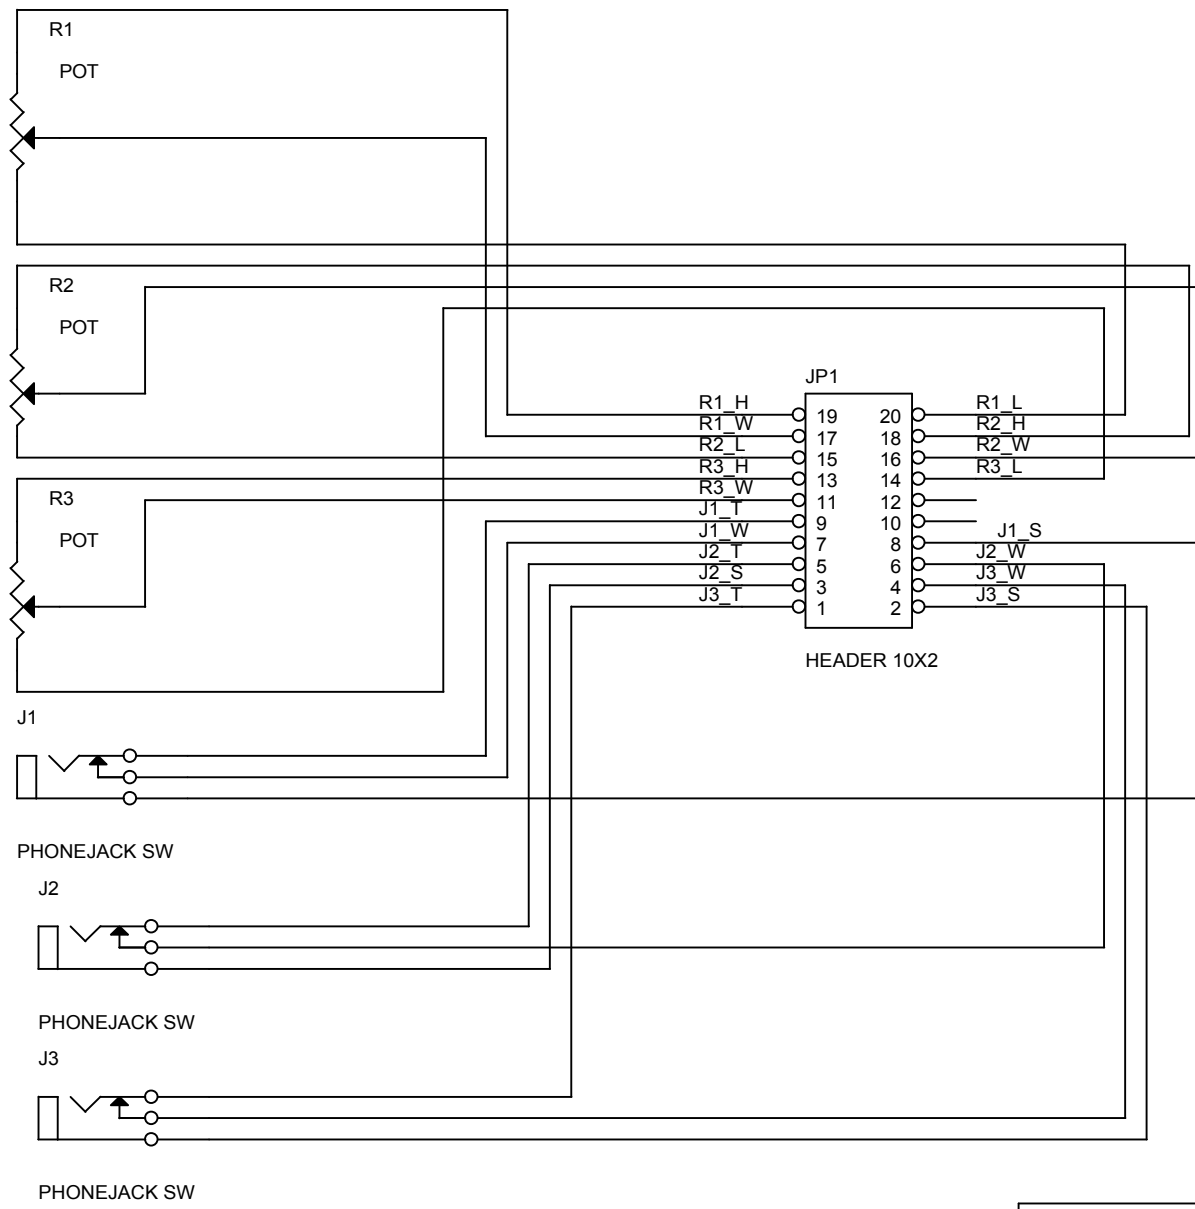 R1
POT
R2
POT
JP1
R1_H 19 20 R1_L
R1_W 17 18 R2_H
R2_L 15 16 R2_W
R3_H 13 14 R3_L
R3_W 11 12
J1_T 9 10
J1_W 7 8 J1_S
J2_T 5 6 J2_W
J2_S 3 4 J3_W
J3_T 1 2 J3_S
HEADER 10X2
R3
POT
J1
PHONEJACK SW
J2
PHONEJACK SW
J3
PHONEJACK SW